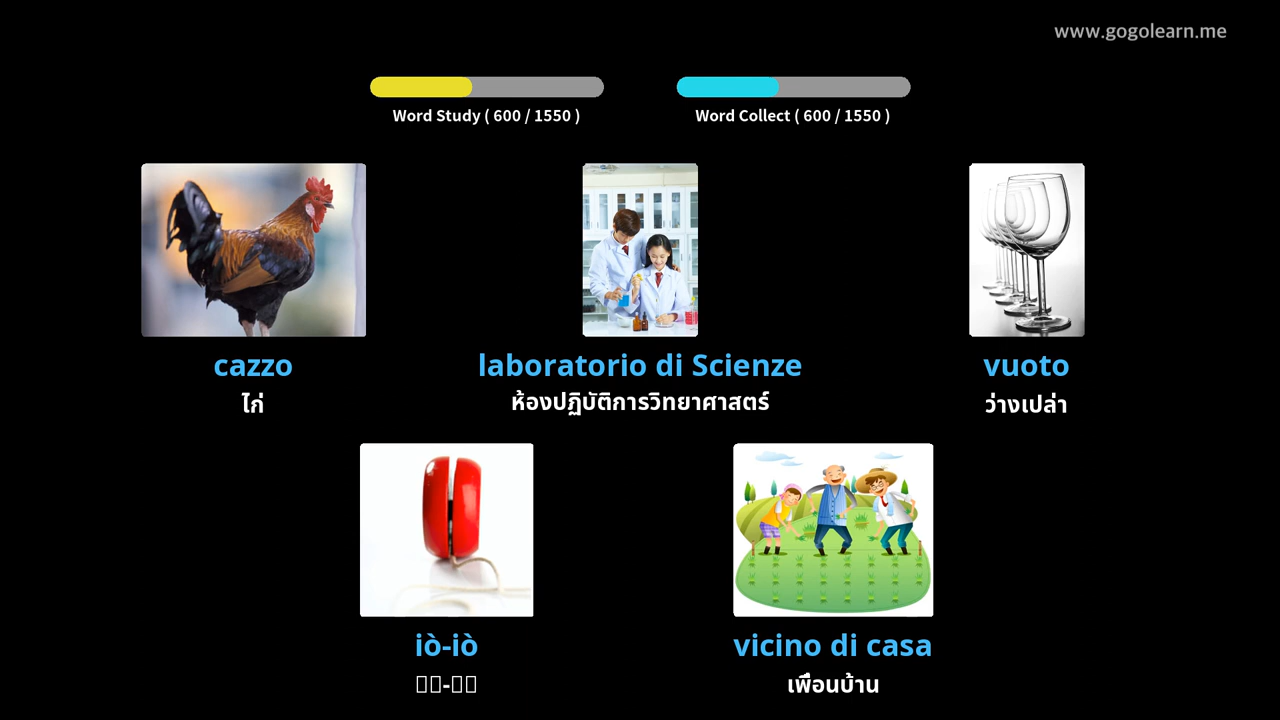 www.gogolearn.me
Word Study ( 600 / 1550 )
Word Collect ( 600 / 1550 )
cazzo
ไก่
laboratorio di Scienze
ห้องปฏิบัติการวิทยาศาสตร์
vuoto
ว่างเปล่า
iò-iò
vicino di casa
เพื่อนบ้าน